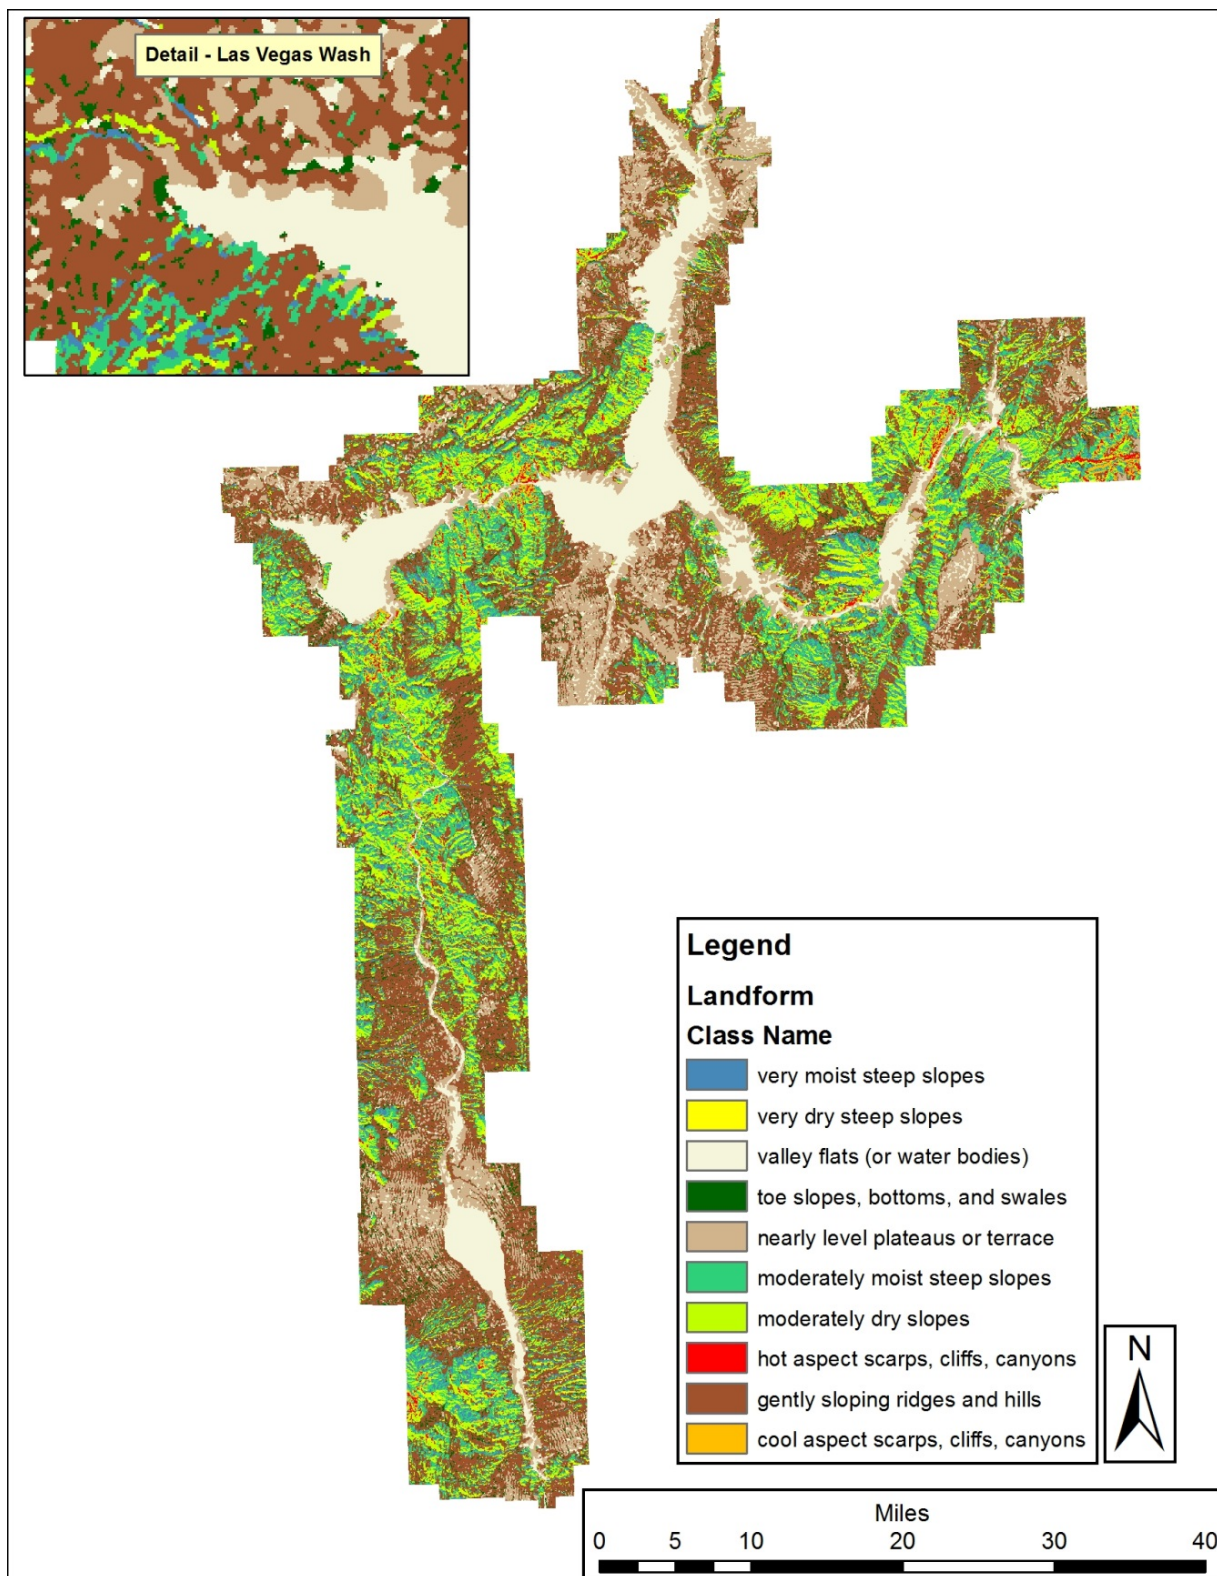 Detail - Las Vegas Wash
Legend
Landform
Class Name
very moist steep slopes
very dry steep slopes
valley flats (or water bodies)
toe slopes, bottoms, and swales
nearly level plateaus or terrace
moderately moist steep slopes
moderately dry slopes
hot aspect scarps, cliffs, canyons
gently sloping ridges and hills
cool aspect scarps, cliffs, canyons
N
Miles
0 5 10 20 30 40